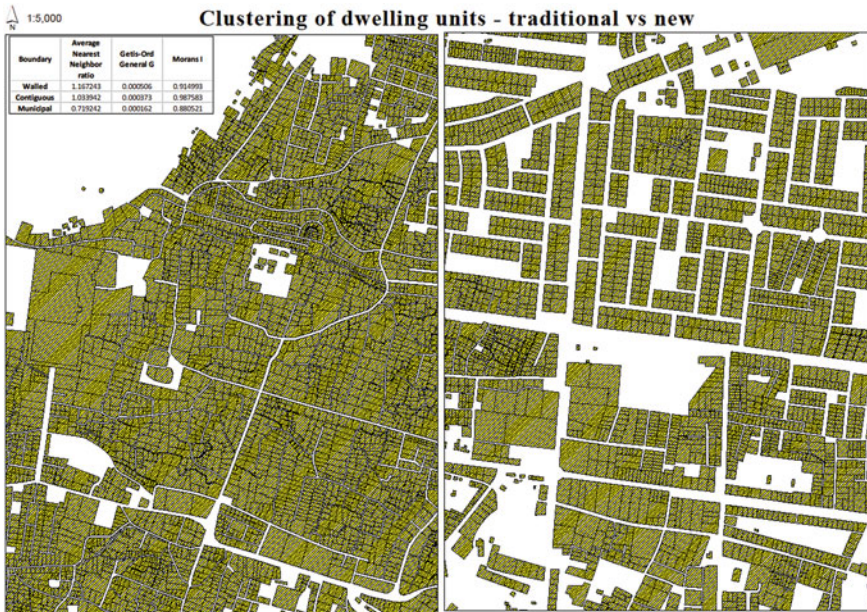 N
1:5,000
Clustering of dwelling units - traditional vs new
Boundary Average Nearest Neighbor ratio Getis-Ord General G Morans I
Walled 1.167243 0.000506 0.914993
Contiguous 1.033942 0.000373 0.987583
Municipal 0.719242 0.000162 0.880521